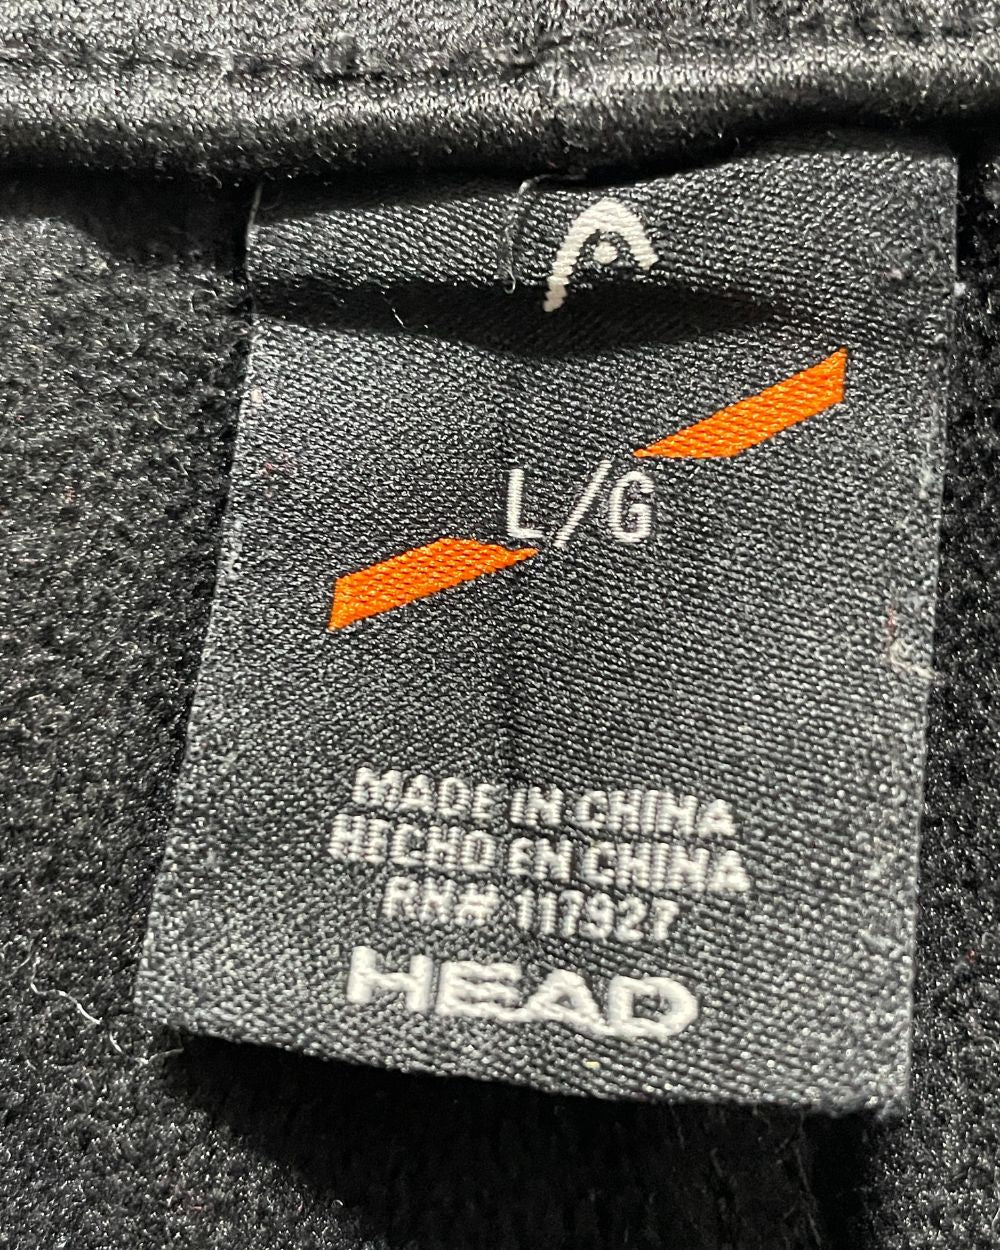 L/G
MADE IN CHINA
HECHO EN CHINA
RN# 117927
HEAD